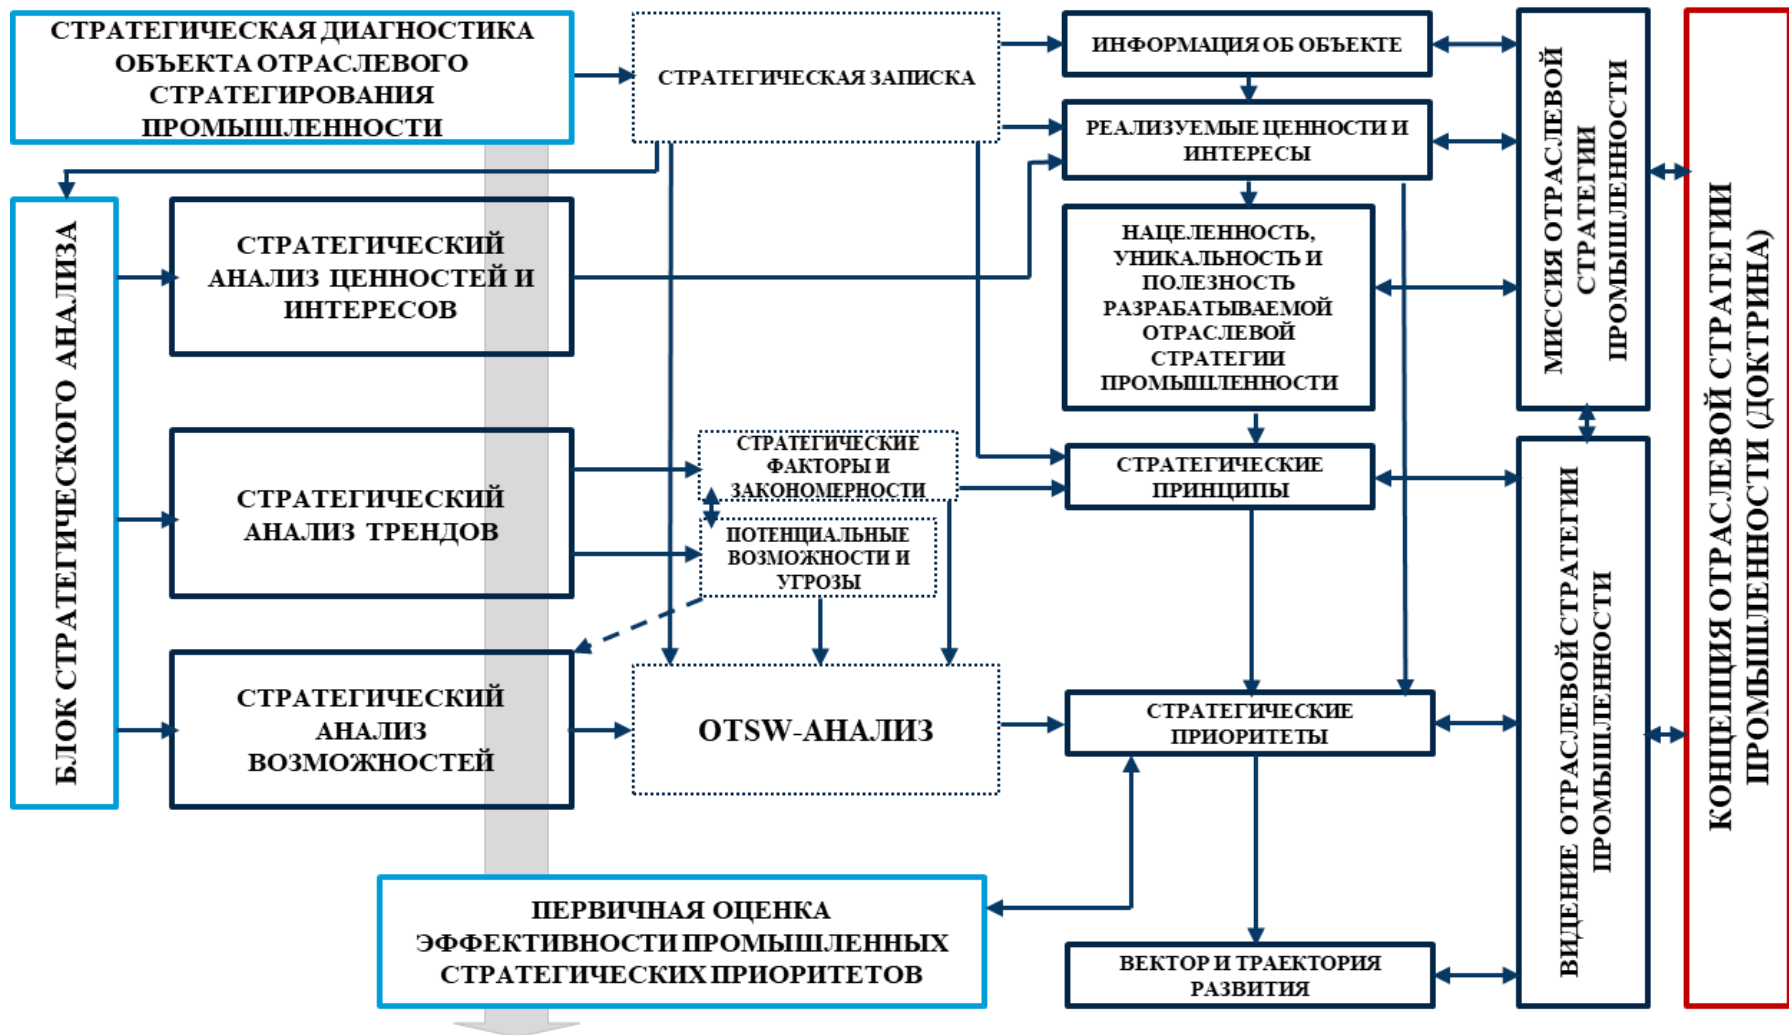 СТРАТЕГИЧЕСКАЯ ДИАГНОСТИКА
ОБЪЕКТА ОТРАСЛЕВОГО
СТРАТЕГИРОВАНИЯ
ПРОМЫШЛЕННОСТИ
СТРАТЕГИЧЕСКАЯ ЗАПИСКА
ИНФОРМАЦИЯ ОБ ОБЪЕКТЕ
РЕАЛИЗУЕМЫЕ ЦЕННОСТИ И
ИНТЕРЕСЫ
НАЦЕЛЕННОСТЬ,
УНИКАЛЬНОСТЬ И
ПОЛЕЗНОСТЬ
РАЗРАБАТЫВАЕМОЙ
ОТРАСЛЕВОЙ
СТРАТЕГИИ
ПРОМЫШЛЕННОСТИ
МИССИЯ ОТРАСЛЕВОЙ
СТРАТЕГИИ
ПРОМЫШЛЕННОСТИ
КОНЦЕПЦИЯ ОТРАСЛЕВОЙ СТРАТЕГИИ
ПРОМЫШЛЕННОСТИ (ДОКТРИНА)
БЛОК СТРАТЕГИЧЕСКОГО АНАЛИЗА
СТРАТЕГИЧЕСКИЙ
АНАЛИЗ ЦЕННОСТЕЙ И
ИНТЕРЕСОВ
СТРАТЕГИЧЕСКИЙ
АНАЛИЗ ТРЕНДОВ
СТРАТЕГИЧЕСКИЕ
ФАКТОРЫ И
ЗАКОНОМЕРНОСТИ
ПОТЕНЦИАЛЬНЫЕ
ВОЗМОЖНОСТИ И
УГРОЗЫ
СТРАТЕГИЧЕСКИЕ
ПРИНЦИПЫ
ВИДЕНИЕ ОТРАСЛЕВОЙ СТРАТЕГИИ
ПРОМЫШЛЕННОСТИ
СТРАТЕГИЧЕСКИЙ
АНАЛИЗ
ВОЗМОЖНОСТЕЙ
OTSW-АНАЛИЗ
СТРАТЕГИЧЕСКИЕ
ПРИОРИТЕТЫ
ПЕРВИЧНАЯ ОЦЕНКА
ЭФФЕКТИВНОСТИ ПРОМЫШЛЕННЫХ
СТРАТЕГИЧЕСКИХ ПРИОРИТЕТОВ
ВЕКТОР И ТРАЕКТОРИЯ
РАЗВИТИЯ